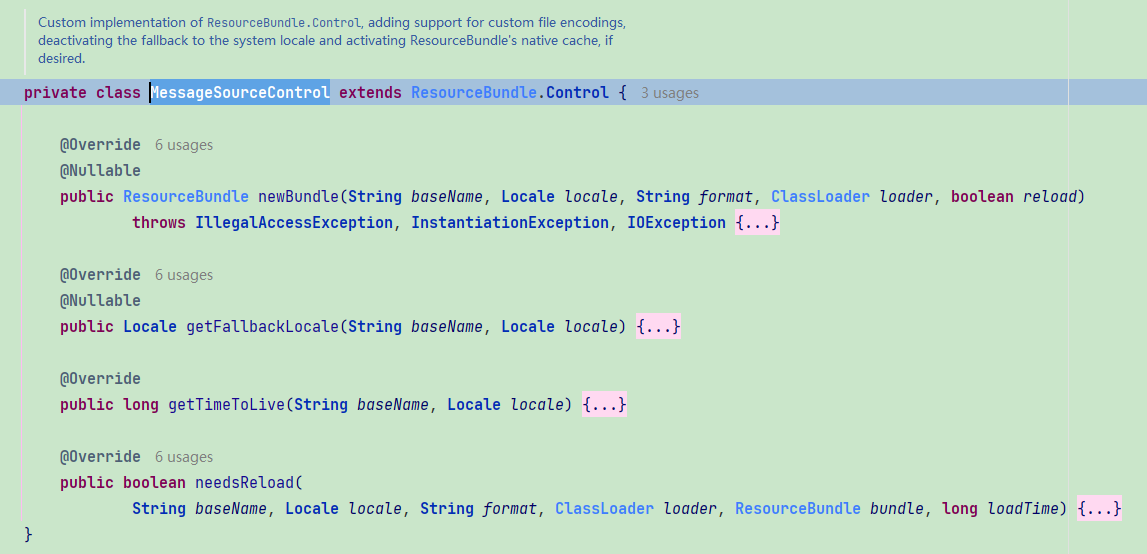 Custom implementation of ResourceBundle.Control, adding support for custom file encodings,
deactivating the fallback to the system locale and activating ResourceBundle's native cache, if
desired.
private class MessageSourceControl extends ResourceBundle.Control { 3 usages
@Override 6 usages
@Nullable
public ResourceBundle newBundle(String baseName, Locale locale, String format, ClassLoader loader, boolean reload)
throws IllegalAccessException, InstantiationException, IOException {...}
@Override 6 usages
@Nullable
public Locale getFallbackLocale(String baseName, Locale locale) {...}
@Override
public long getTimeToLive(String baseName, Locale locale) {...}
@Override 6 usages
public boolean needsReload(
String baseName, Locale locale, String format, ClassLoader loader, ResourceBundle bundle, long loadTime) {...}
}